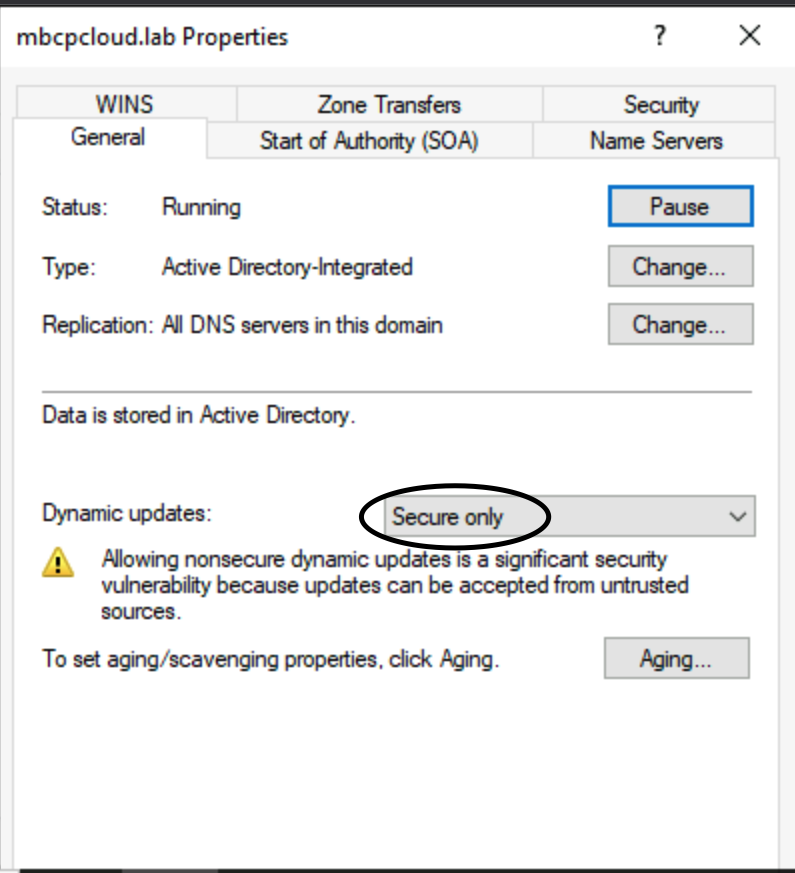 mbcpcloud.lab Properties ?
WINS Zone Transfers Security
General Start of Authority (SOA) Name Servers
Status: Running Pause
Type: Active Directory-Integrated Change...
Replication: All DNS servers in this domain Change...
Data is stored in Active Directory.
Dynamic updates: Secure only
Allowing nonsecure dynamic updates is a significant security
vulnerability because updates can be accepted from untrusted
sources.
To set aging/scavenging properties, click Aging. Aging...